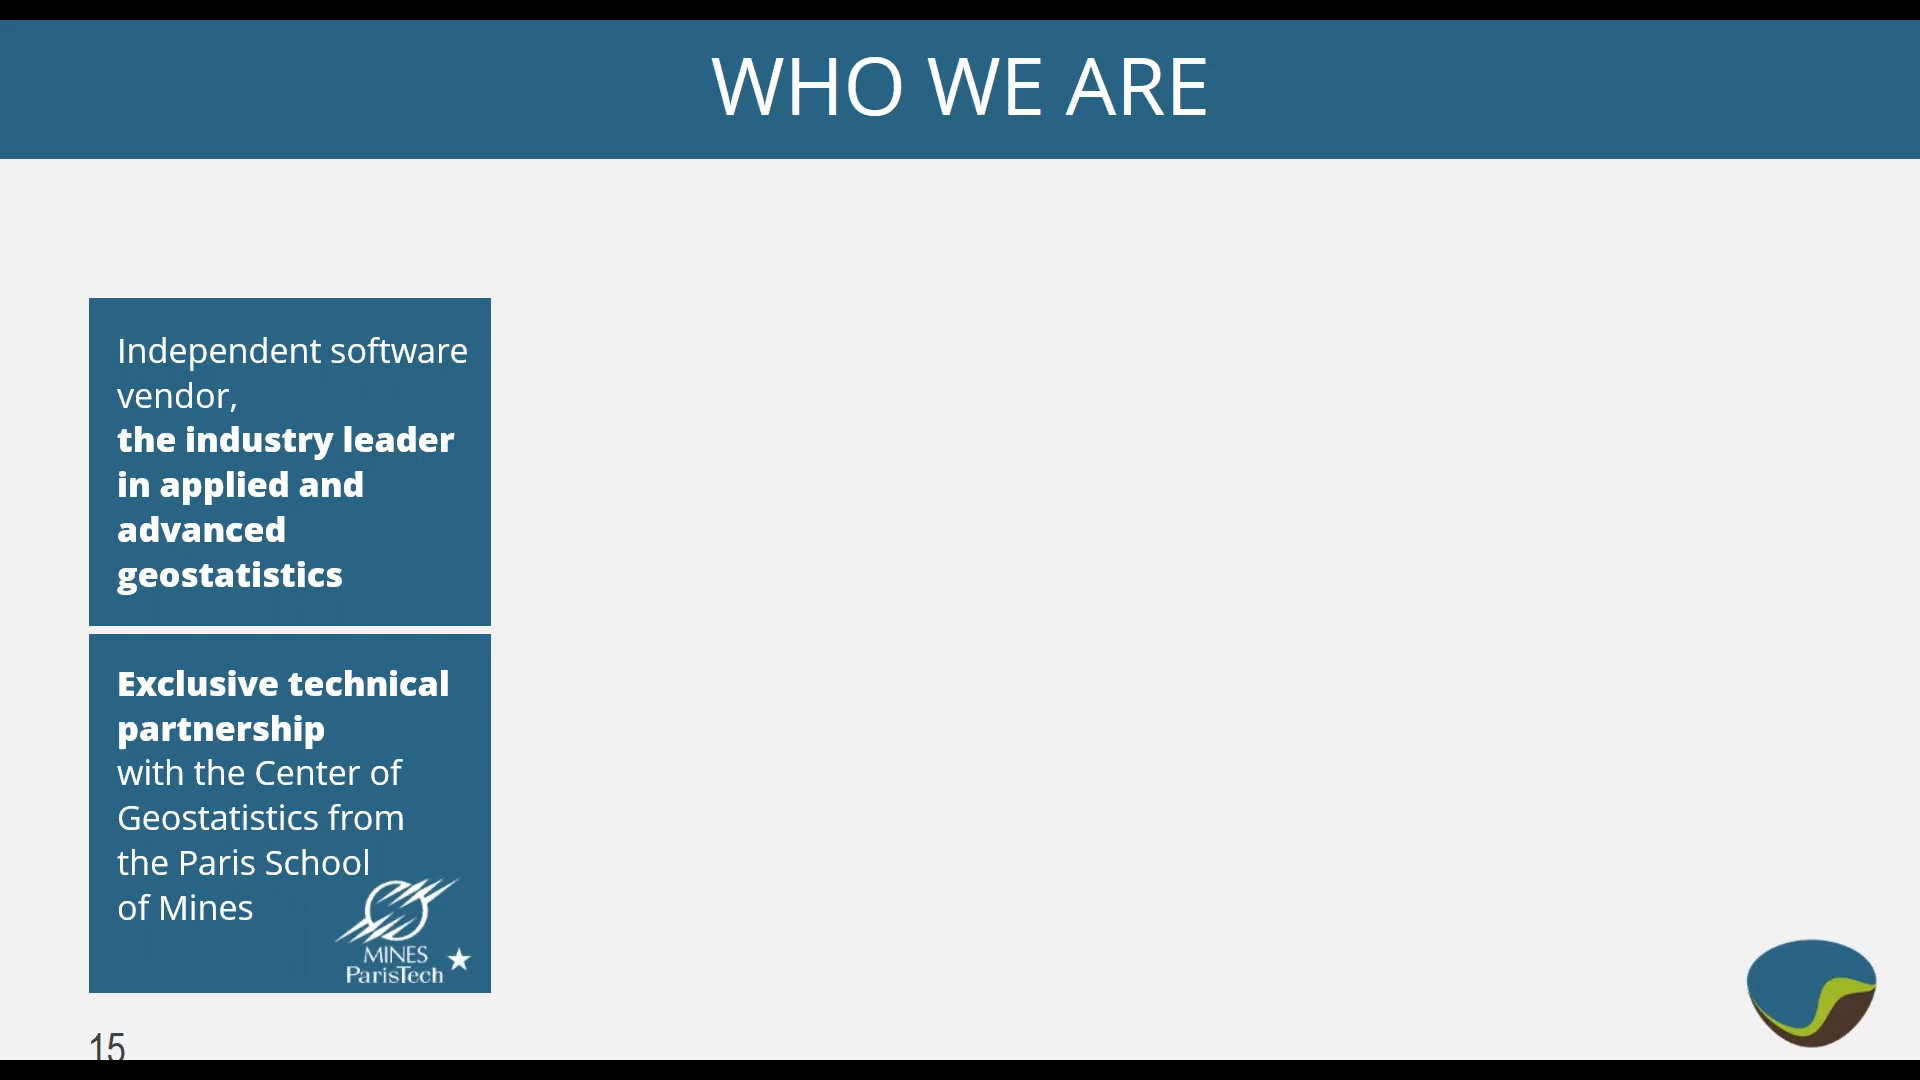 WHO WE ARE
Independent software
vendor,
the industry leader
in applied and
advanced
geostatistics
Exclusive technical
partnership
with the Center of
Geostatistics from
the Paris School
of Mines
MINES
ParisTech
15